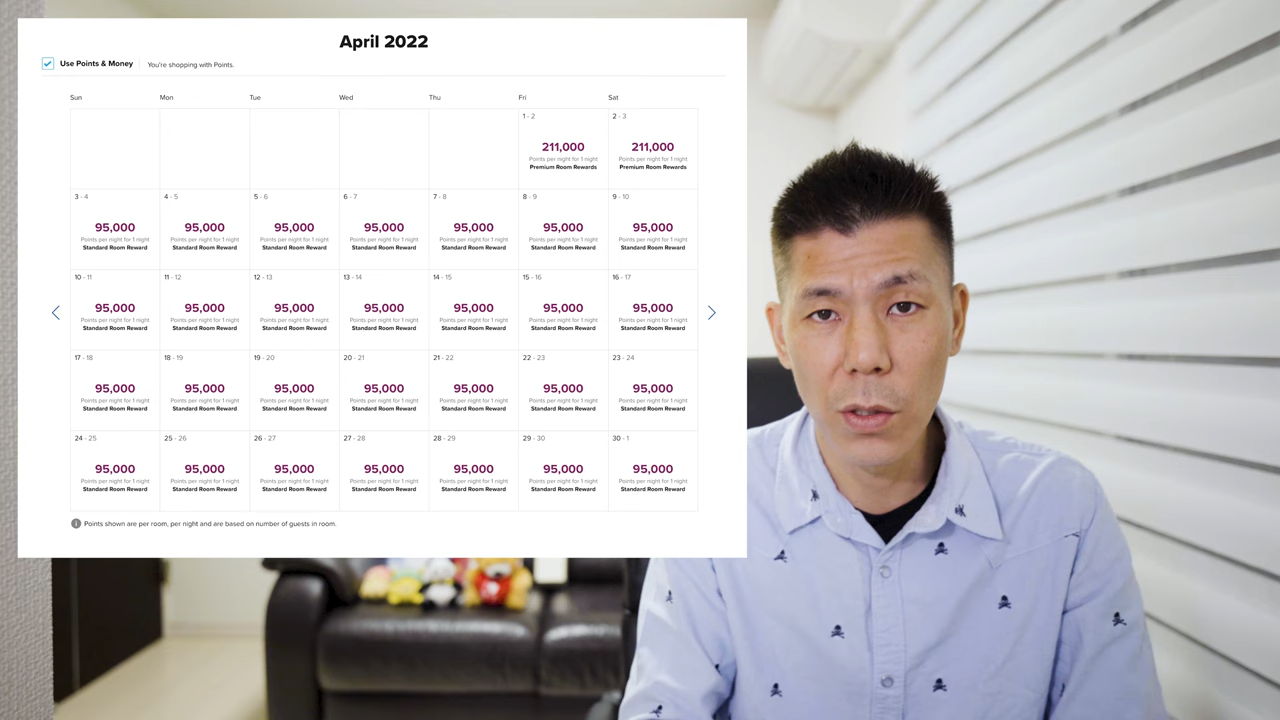 April 2022
Use Points & Money You're shopping with Points.
Sun Mon Tue Wed Thu Fri Sat
1 - 2 2 - 3
211,000 211,000
Points per night for 1 night Points per night for 1 night
Premium Room Rewards Premium Room Rewards
3 - 4 4 - 5 5 - 6 6 - 7 7 - 8 8 - 9 9 - 10
95,000 95,000 95,000 95,000 95,000 95,000 95,000
Points per night for 1 night Points per night for 1 night Points per night for 1 night Points per night for 1 night Points per night for 1 night Points per night for 1 night Points per night for 1 night
Standard Room Reward Standard Room Reward Standard Room Reward Standard Room Reward Standard Room Reward Standard Room Reward Standard Room Reward
10 - 11 11 - 12 12 - 13 13 - 14 14 - 15 15 - 16 16 - 17
95,000 95,000 95,000 95,000 95,000 95,000 95,000
Points per night for 1 night Points per night for 1 night Points per night for 1 night Points per night for 1 night Points per night for 1 night Points per night for 1 night Points per night for 1 night
Standard Room Reward Standard Room Reward Standard Room Reward Standard Room Reward Standard Room Reward Standard Room Reward Standard Room Reward
17 - 18 18 - 19 19 - 20 20 - 21 21 - 22 22 - 23 23 - 24
95,000 95,000 95,000 95,000 95,000 95,000 95,000
Points per night for 1 night Points per night for 1 night Points per night for 1 night Points per night for 1 night Points per night for 1 night Points per night for 1 night Points per night for 1 night
Standard Room Reward Standard Room Reward Standard Room Reward Standard Room Reward Standard Room Reward Standard Room Reward Standard Room Reward
24 - 25 25 - 26 26 - 27 27 - 28 28 - 29 29 - 30 30 - 1
95,000 95,000 95,000 95,000 95,000 95,000 95,000
Points per night for 1 night Points per night for 1 night Points per night for 1 night Points per night for 1 night Points per night for 1 night Points per night for 1 night Points per night for 1 night
Standard Room Reward Standard Room Reward Standard Room Reward Standard Room Reward Standard Room Reward Standard Room Reward Standard Room Reward
i Points shown are per room, per night and are based on number of guests in room.